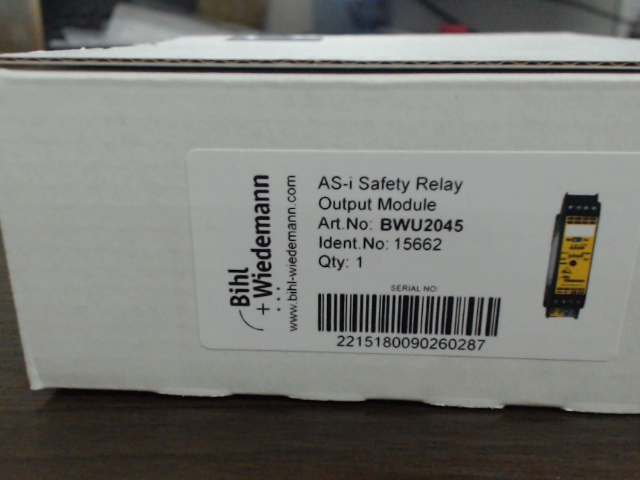 Bihl
+ Wiedemann
www.bihl-wiedemann.com
AS-i Safety Relay
Output Module
Art.No: BWU2045
Ident.No: 15662
Qty: 1
SERIAL NO:
2215180090260287